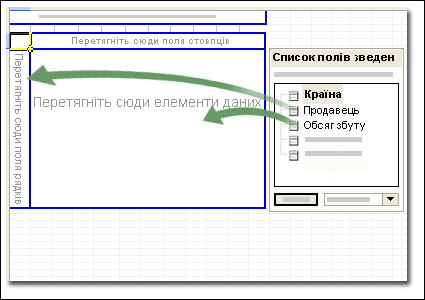 Перетягніть сюди поля стовпців
Перетягніть сюди поля рядків
Перетягніть сюди елементи даних
Список полів зведен
Країна
Продавець
Обсяг збуту